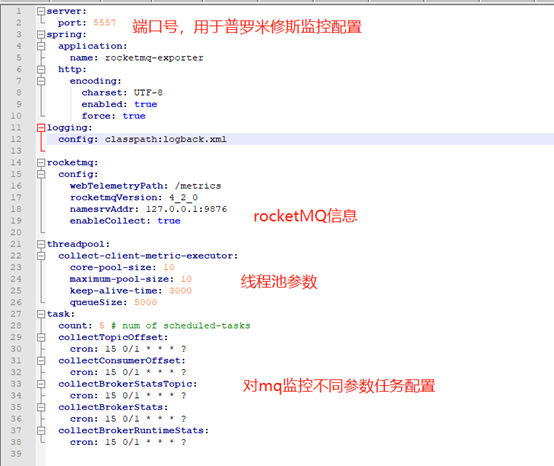 1 server:
2 port: 5557
端口号，用于普罗米修斯监控配置
3 spring:
4 application:
5 name: rocketmq-exporter
6 http:
7 encoding:
8 charset: UTF-8
9 enabled: true
10 force: true
11 logging:
12 config: classpath:logback.xml
13
14 rocketmq:
15 config:
16 webTelemetryPath: /metrics
17 rocketmqVersion: 4_2_0
18 namesrvAddr: 127.0.0.1:9876
rocketMQ信息
19 enableCollect: true
20
21 threadpool:
22 collect-client-metric-executor:
23 core-pool-size: 10
24 maximum-pool-size: 10
线程池参数
25 keep-alive-time: 3000
26 queueSize: 5000
27 task:
28 count: 5 # num of scheduled-tasks
29 collectTopicOffset:
30 cron: 15 0/1 * * * ?
31 collectConsumerOffset:
32 cron: 15 0/1 * * * ?
33 collectBrokerStatsTopic:
对mq监控不同参数任务配置
34 cron: 15 0/1 * * * ?
35 collectBrokerStats:
36 cron: 15 0/1 * * * ?
37 collectBrokerRuntimeStats:
38 cron: 15 0/1 * * * ?
39